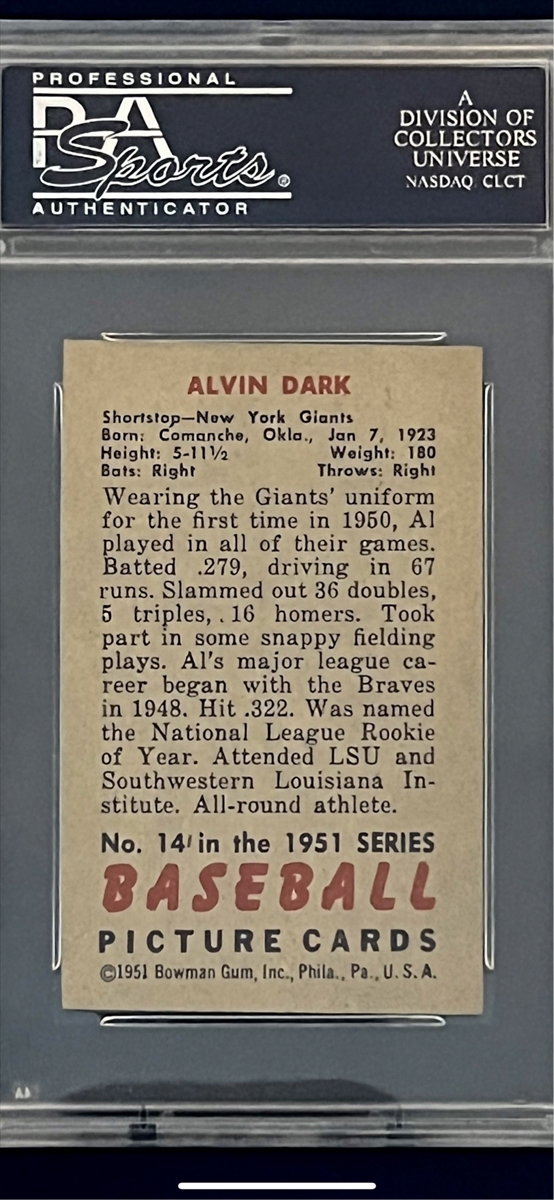 PROFESSIONAL
PSA
Sports®
AUTHENTICATOR
A
DIVISION OF
COLLECTORS
UNIVERSE
NASDAQ CLCT
ALVIN DARK
Shortstop—New York Giants
Born: Comanche, Okla., Jan 7, 1923
Height: 5-11½ Weight: 180
Bats: Right Throws: Right
Wearing the Giants' uniform
for the first time in 1950, Al
played in all of their games.
Batted .279, driving in 67
runs. Slammed out 36 doubles,
5 triples, 16 homers. Took
part in some snappy fielding
plays. Al's major league ca-
reer began with the Braves
in 1948. Hit .322. Was named
the National League Rookie
of Year. Attended LSU and
Southwestern Louisiana In-
stitute. All-round athlete.
No. 14 in the 1951 SERIES
BASEBALL
PICTURE CARDS
©1951 Bowman Gum, Inc., Phila., Pa., U.S.A.